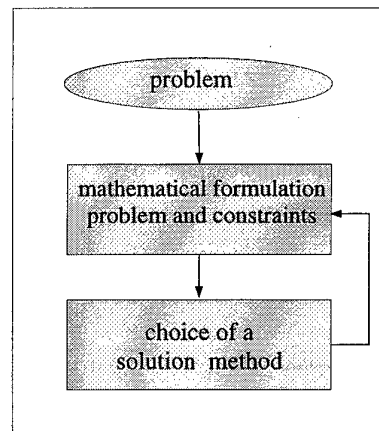 problem
mathematical formulation
problem and constraints
choice of a
solution method